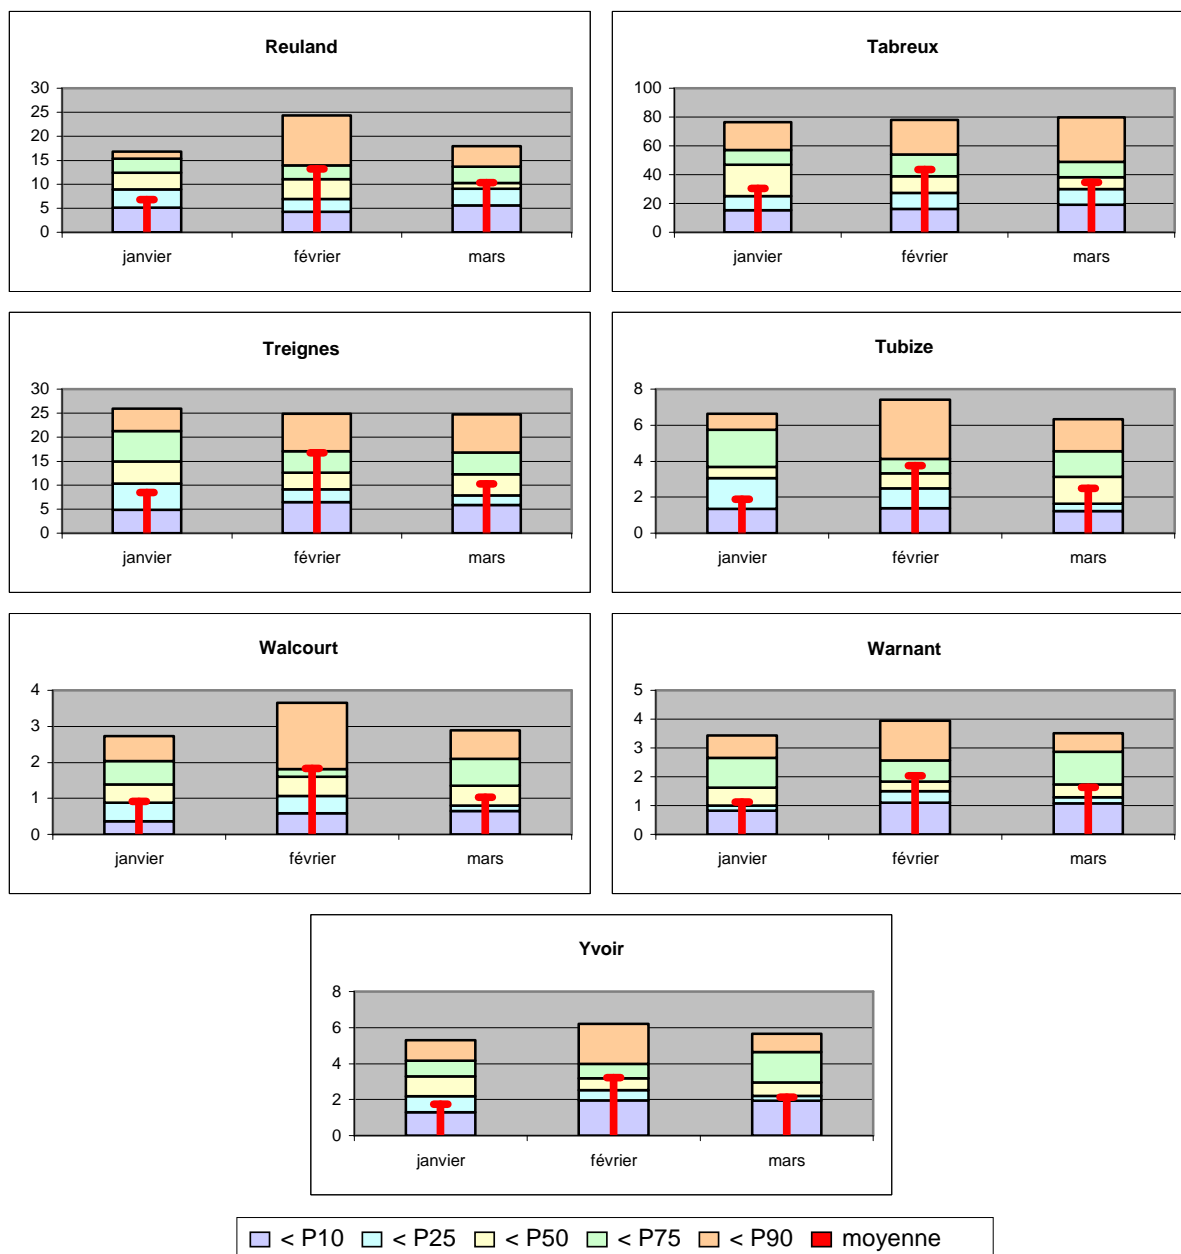 Reuland
30
25
20
15
10
5
0
janvier février mars
Tabreux
100
80
60
40
20
0
janvier février mars
Treignes
30
25
20
15
10
5
0
janvier février mars
Tubize
8
6
4
2
0
janvier février mars
Walcourt
4
3
2
1
0
janvier février mars
Warnant
5
4
3
2
1
0
janvier février mars
Yvoir
8
6
4
2
0
janvier février mars
< P10 < P25 < P50 < P75 < P90 moyenne